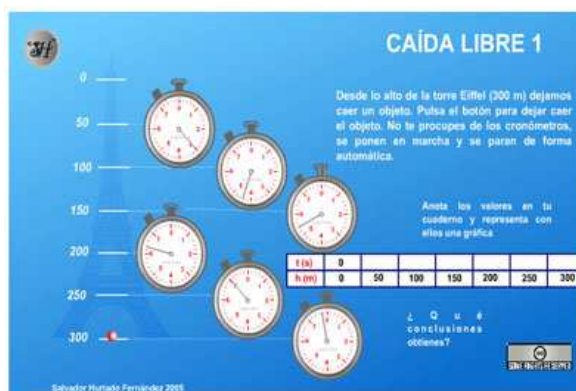 CAÍDA LIBRE 1
Desde lo alto de la torre Eiffel (300 m) dejamos
caer un objeto. Pulsa el botón para dejar caer
el objeto. No te procupes de los cronómetros,
se ponen en marcha y se paran de forma
automática.
0
50
100
150
200
250
300
Anota los valores en tu
cuaderno y representa con
ellos una gráfica
t (s) 0
h (m) 0 50 100 150 200 250 300
¿ Q u é
conclusiones
obtienes?
Salvador Hurtado Fernández 2005